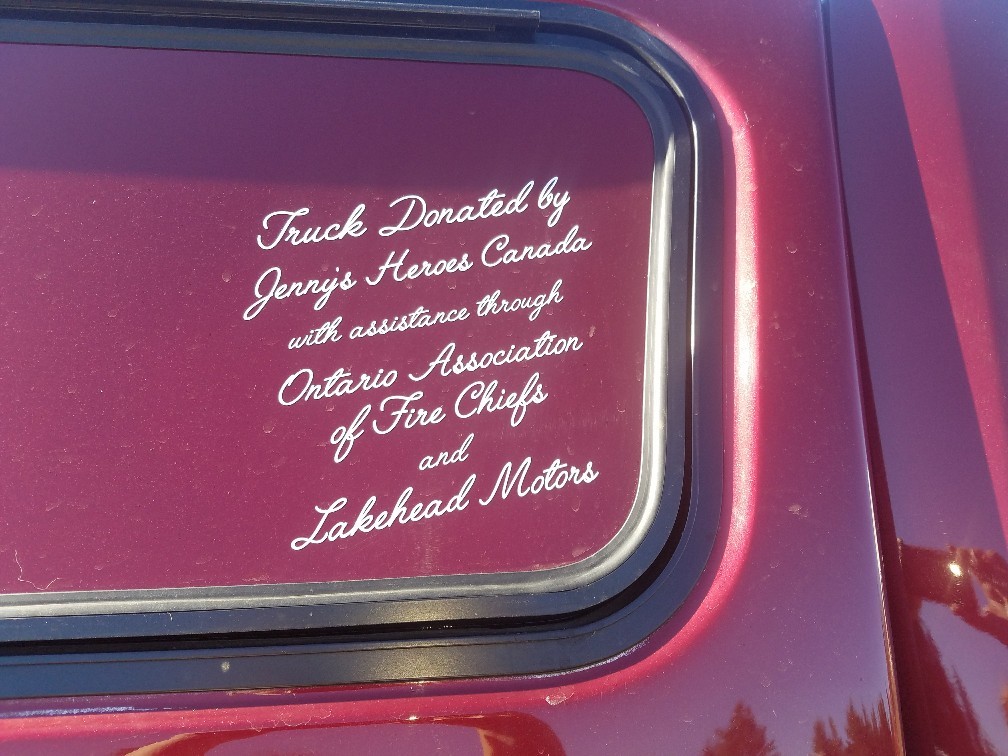 Truck Donated by
Jenny's Heroes Canada
with assistance through
Ontario Association
of Fire Chiefs
and
Lakehead Motors